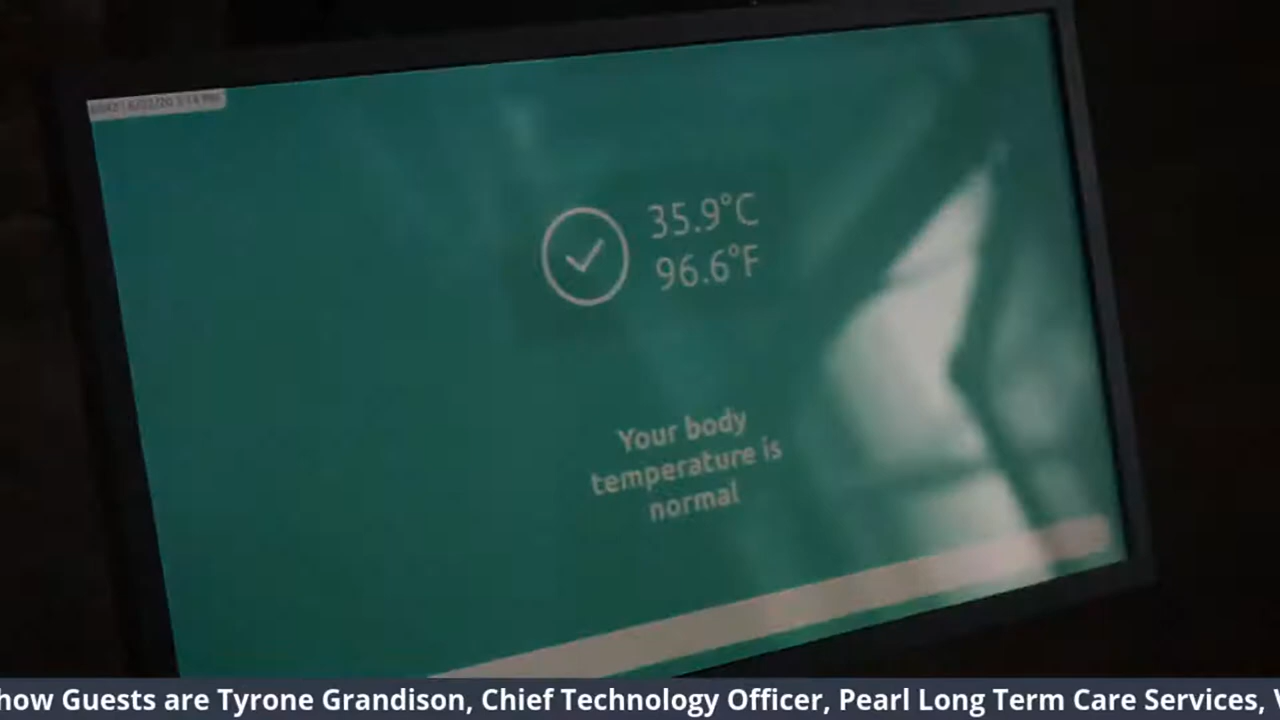 35.9°C
96.6°F
Your body
temperature is
normal
how Guests are Tyrone Grandison, Chief Technology Officer, Pearl Long Term Care Services,